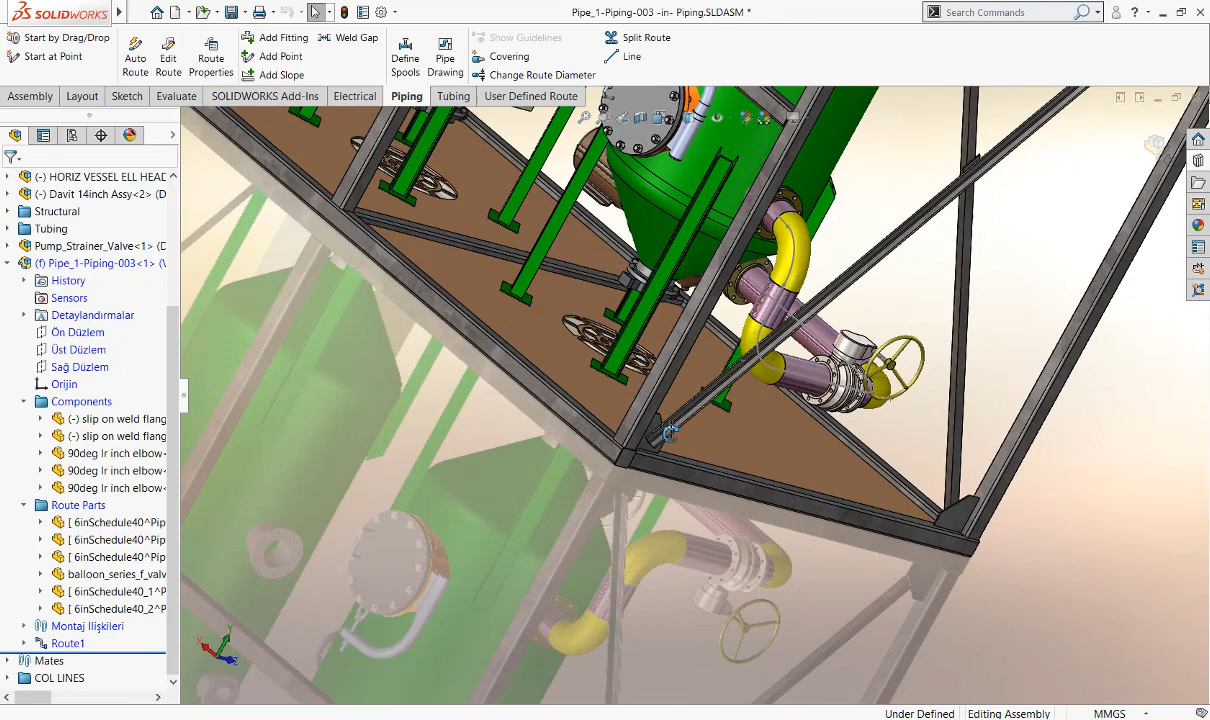 SOLIDWORKS
Pipe_1-Piping-003 -in- Piping.SLDASM *
Search Commands
Start by Drag/Drop
Start at Point
Auto Route
Edit Route
Route Properties
Add Fitting
Weld Gap
Add Point
Add Slope
Define Spools
Pipe Drawing
Show Guidelines
Covering
Change Route Diameter
Split Route
Line
Assembly
Layout
Sketch
Evaluate
SOLIDWORKS Add-Ins
Electrical
Piping
Tubing
User Defined Route
(-) HORIZ VESSEL ELL HEAD
(-) Davit 14inch Assy<2> (D
Structural
Tubing
Pump_Strainer_Valve<1> (D
(f) Pipe_1-Piping-003<1> (V
History
Sensors
Detaylandırmalar
Ön Düzlem
Üst Düzlem
Sağ Düzlem
Orijin
Components
(-) slip on weld flang
(-) slip on weld flang
90deg lr inch elbow<
90deg lr inch elbow<
90deg lr inch elbow<
Route Parts
[ 6inSchedule40^Pip
[ 6inSchedule40^Pip
[ 6inSchedule40^Pip
balloon_series_f_valv
[ 6inSchedule40_1^P
[ 6inSchedule40_2^P
Montaj İlişkileri
Route1
Mates
COL LINES
X
Y
Z
Under Defined
Editing Assembly
MMGS